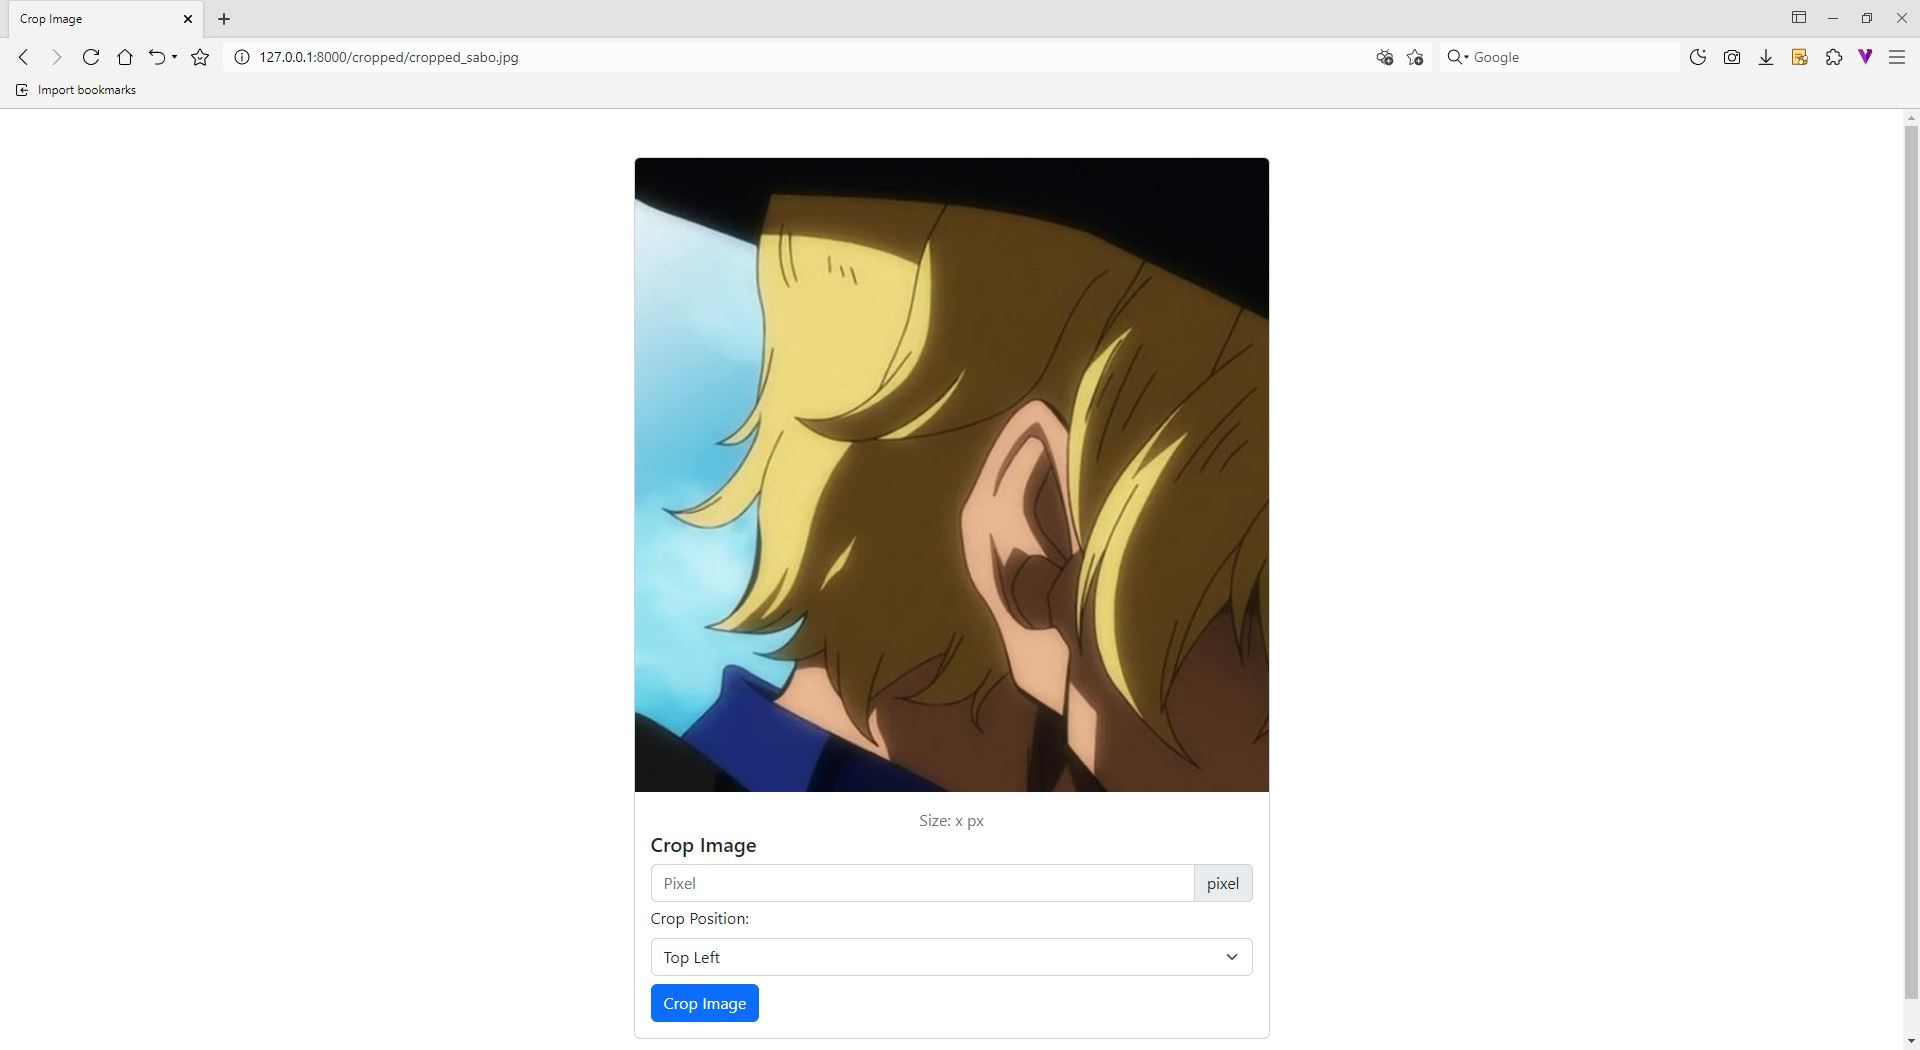 Crop Image
127.0.0.1:8000/cropped/cropped_sabo.jpg
Google
Import bookmarks
Size: x px
Crop Image
Pixel
pixel
Crop Position:
Top Left
Crop Image